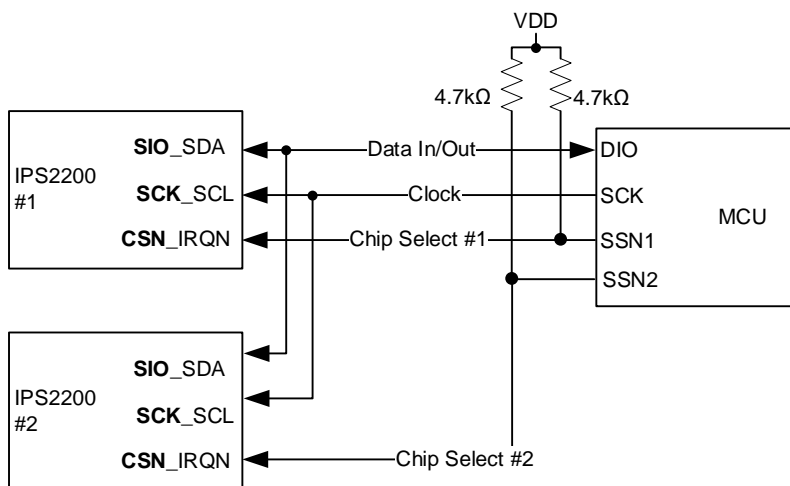 VDD
4.7kΩ
4.7kΩ
SIO_SDA
Data In/Out
DIO
IPS2200
#1
SCK_SCL
Clock
SCK
MCU
CSN_IRQN
Chip Select #1
SSN1
SSN2
SIO_SDA
IPS2200
#2
SCK_SCL
CSN_IRQN
Chip Select #2